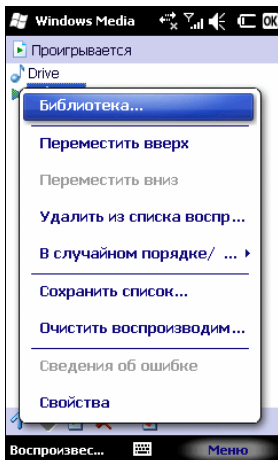 Windows Media
OK
Проигрывается
Drive
Библиотека...
Переместить вверх
Переместить вниз
Удалить из списка воспр...
В случайном порядке/ ...
Сохранить список...
Очистить воспроизводим...
Сведения об ошибке
Свойства
Воспроизвес... Меню